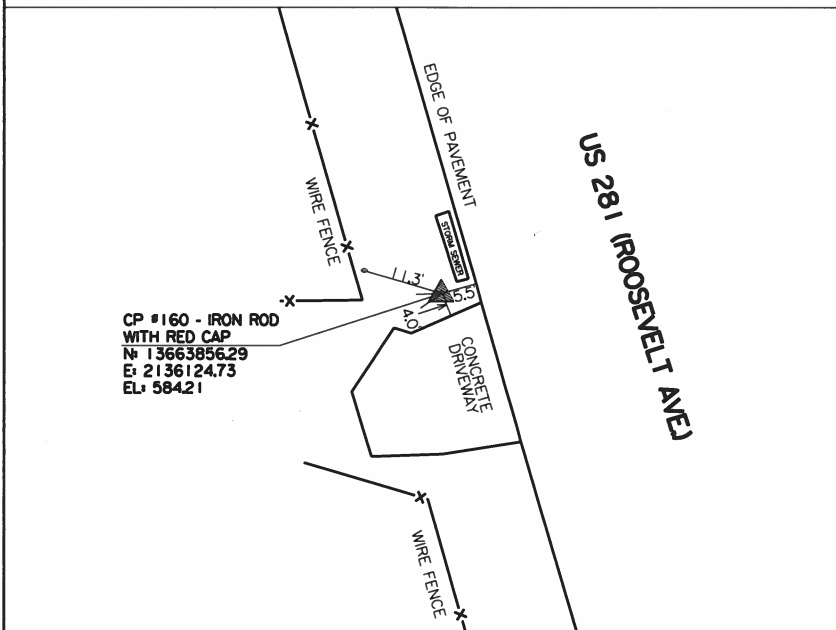 EDGE OF PAVEMENT
US 281 (ROOSEVELT AVE.)
WIRE FENCE
STORM SEWER
11.3'
5.5'
4.0'
CP #160 - IRON ROD
WITH RED CAP
N: 13663856.29
E: 2136124.73
EL: 584.21
CONCRETE
DRIVEWAY
WIRE FENCE